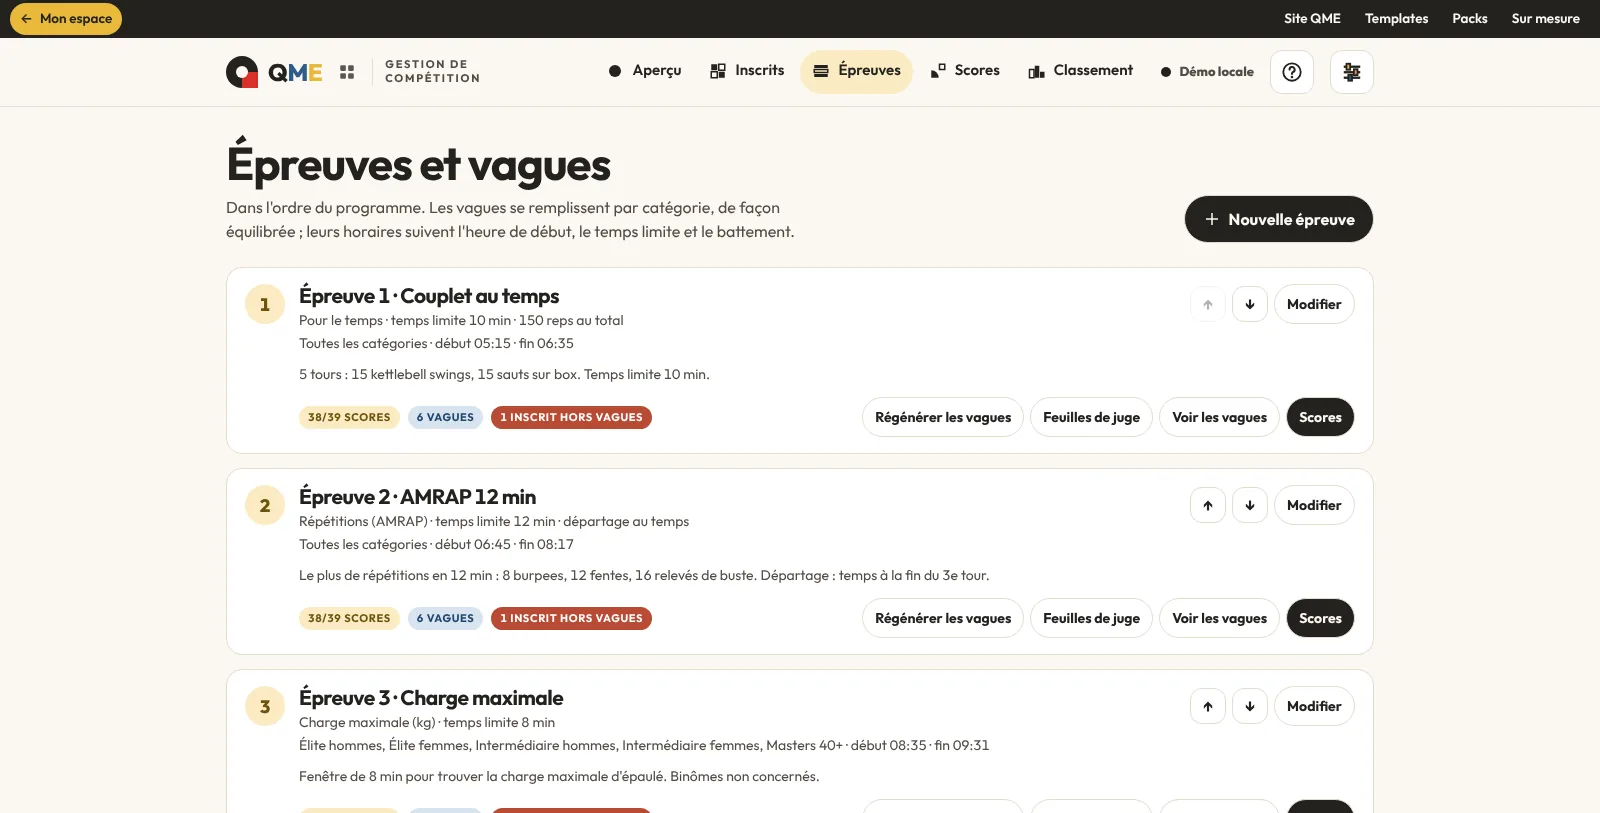 ← Mon espace
Site QME
Templates
Packs
Sur mesure
QME
GESTION DE
COMPÉTITION
Aperçu
Inscrits
Épreuves
Scores
Classement
Démo locale
Épreuves et vagues
Dans l'ordre du programme. Les vagues se remplissent par catégorie, de façon
équilibrée ; leurs horaires suivent l'heure de début, le temps limite et le battement.
+ Nouvelle épreuve
1
Épreuve 1 · Couplet au temps
Pour le temps · temps limite 10 min · 150 reps au total
Toutes les catégories · début 05:15 · fin 06:35
5 tours : 15 kettlebell swings, 15 sauts sur box. Temps limite 10 min.
↑
↓
Modifier
38/39 SCORES
6 VAGUES
1 INSCRIT HORS VAGUES
Régénérer les vagues
Feuilles de juge
Voir les vagues
Scores
2
Épreuve 2 · AMRAP 12 min
Répétitions (AMRAP) · temps limite 12 min · départage au temps
Toutes les catégories · début 06:45 · fin 08:17
Le plus de répétitions en 12 min : 8 burpees, 12 fentes, 16 relevés de buste. Départage : temps à la fin du 3e tour.
↑
↓
Modifier
38/39 SCORES
6 VAGUES
1 INSCRIT HORS VAGUES
Régénérer les vagues
Feuilles de juge
Voir les vagues
Scores
3
Épreuve 3 · Charge maximale
Charge maximale (kg) · temps limite 8 min
Élite hommes, Élite femmes, Intermédiaire hommes, Intermédiaire femmes, Masters 40+ · début 08:35 · fin 09:31
Fenêtre de 8 min pour trouver la charge maximale d'épaulé. Binômes non concernés.
↑
↓
Modifier